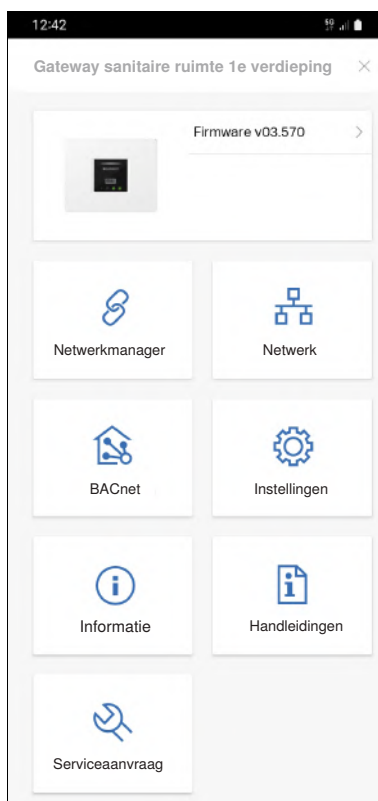 12:42
Gateway sanitaire ruimte 1e verdieping
Firmware v03.570
Netwerkmanager
Netwerk
BACnet
Instellingen
Informatie
Handleidingen
Serviceaanvraag